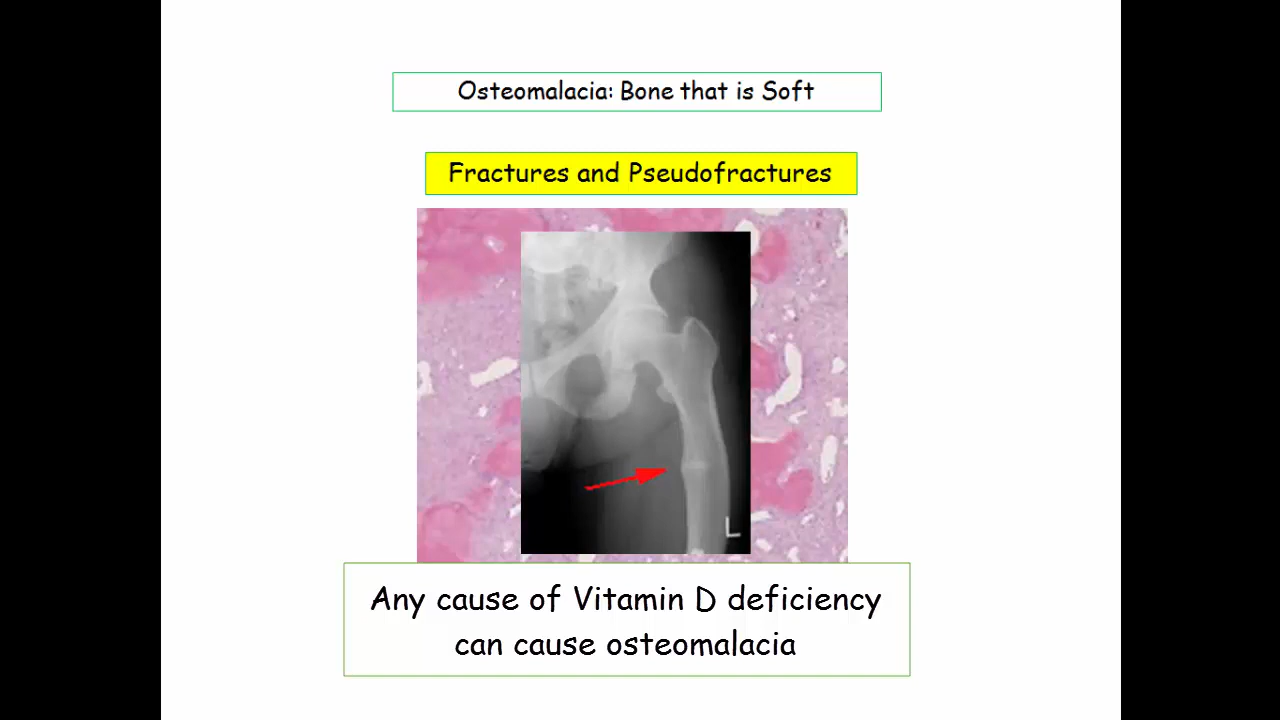 Osteomalacia: Bone that is Soft
Fractures and Pseudofractures
L
Any cause of Vitamin D deficiency
can cause osteomalacia